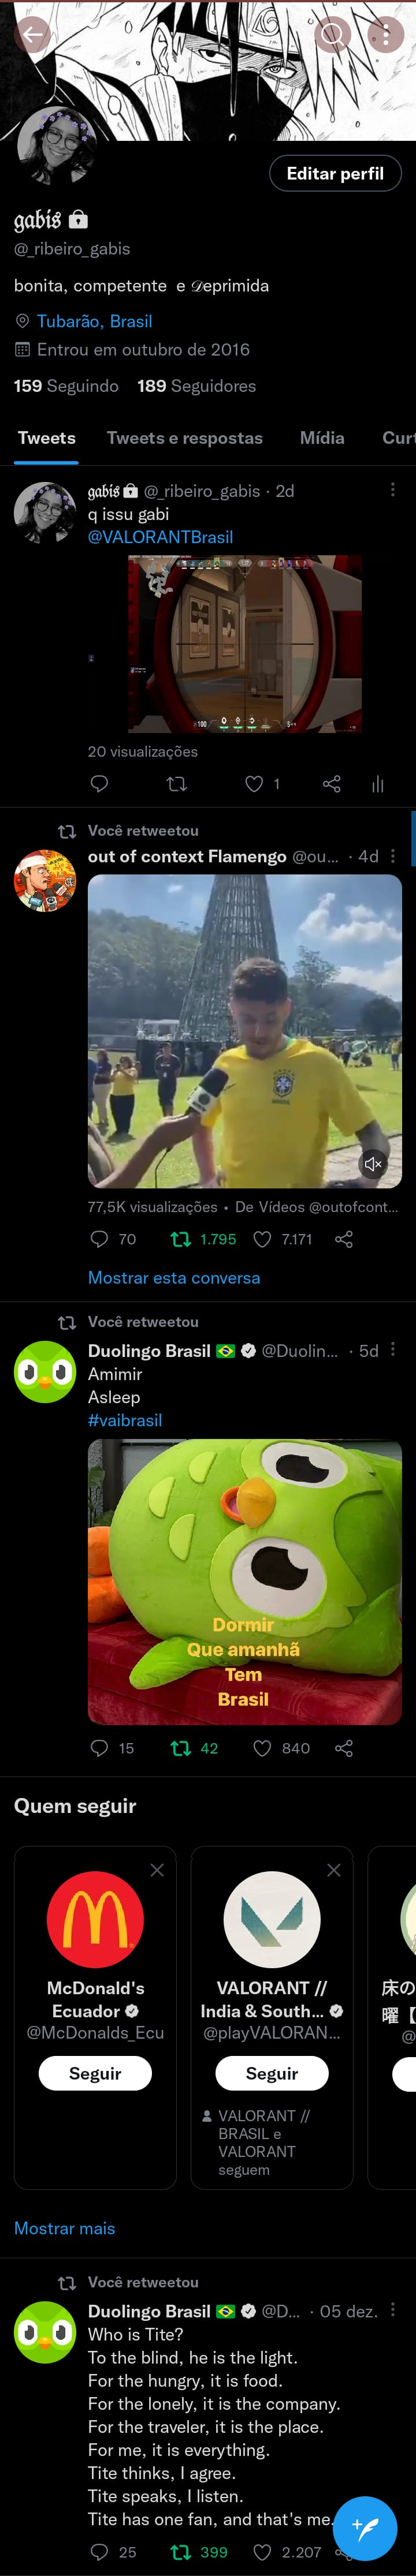 Editar perfil
𝔤𝔞𝔟𝔦𝔰
@_ribeiro_gabis
bonita, competente  e 𝒟eprimida
Tubarão, Brasil
Entrou em outubro de 2016
159 Seguindo 189 Seguidores
Tweets Tweets e respostas Mídia Curt
𝔤𝔞𝔟𝔦𝔰 @_ribeiro_gabis · 2d
q issu gabi
@VALORANTBrasil
100
20 visualizações
1
Você retweetou
out of context Flamengo @ou... · 4d
77,5K visualizações • De Vídeos @outofcont...
70 1.795 7.171
Mostrar esta conversa
Você retweetou
Duolingo Brasil 🇧🇷 @Duolin... · 5d
Amimir
Asleep
#vaibrasil
Dormir
Que amanhã
Tem
Brasil
15 42 840
Quem seguir
McDonald's
Ecuador
@McDonalds_Ecu
Seguir
VALORANT //
India & South...
@playVALORAN...
Seguir
VALORANT //
BRASIL e
VALORANT
seguem
床の
曜【
@
Mostrar mais
Você retweetou
Duolingo Brasil 🇧🇷 @D... · 05 dez.
Who is Tite?
To the blind, he is the light.
For the hungry, it is food.
For the lonely, it is the company.
For the traveler, it is the place.
For me, it is everything.
Tite thinks, I agree.
Tite speaks, I listen.
Tite has one fan, and that's me.
25 399 2.207